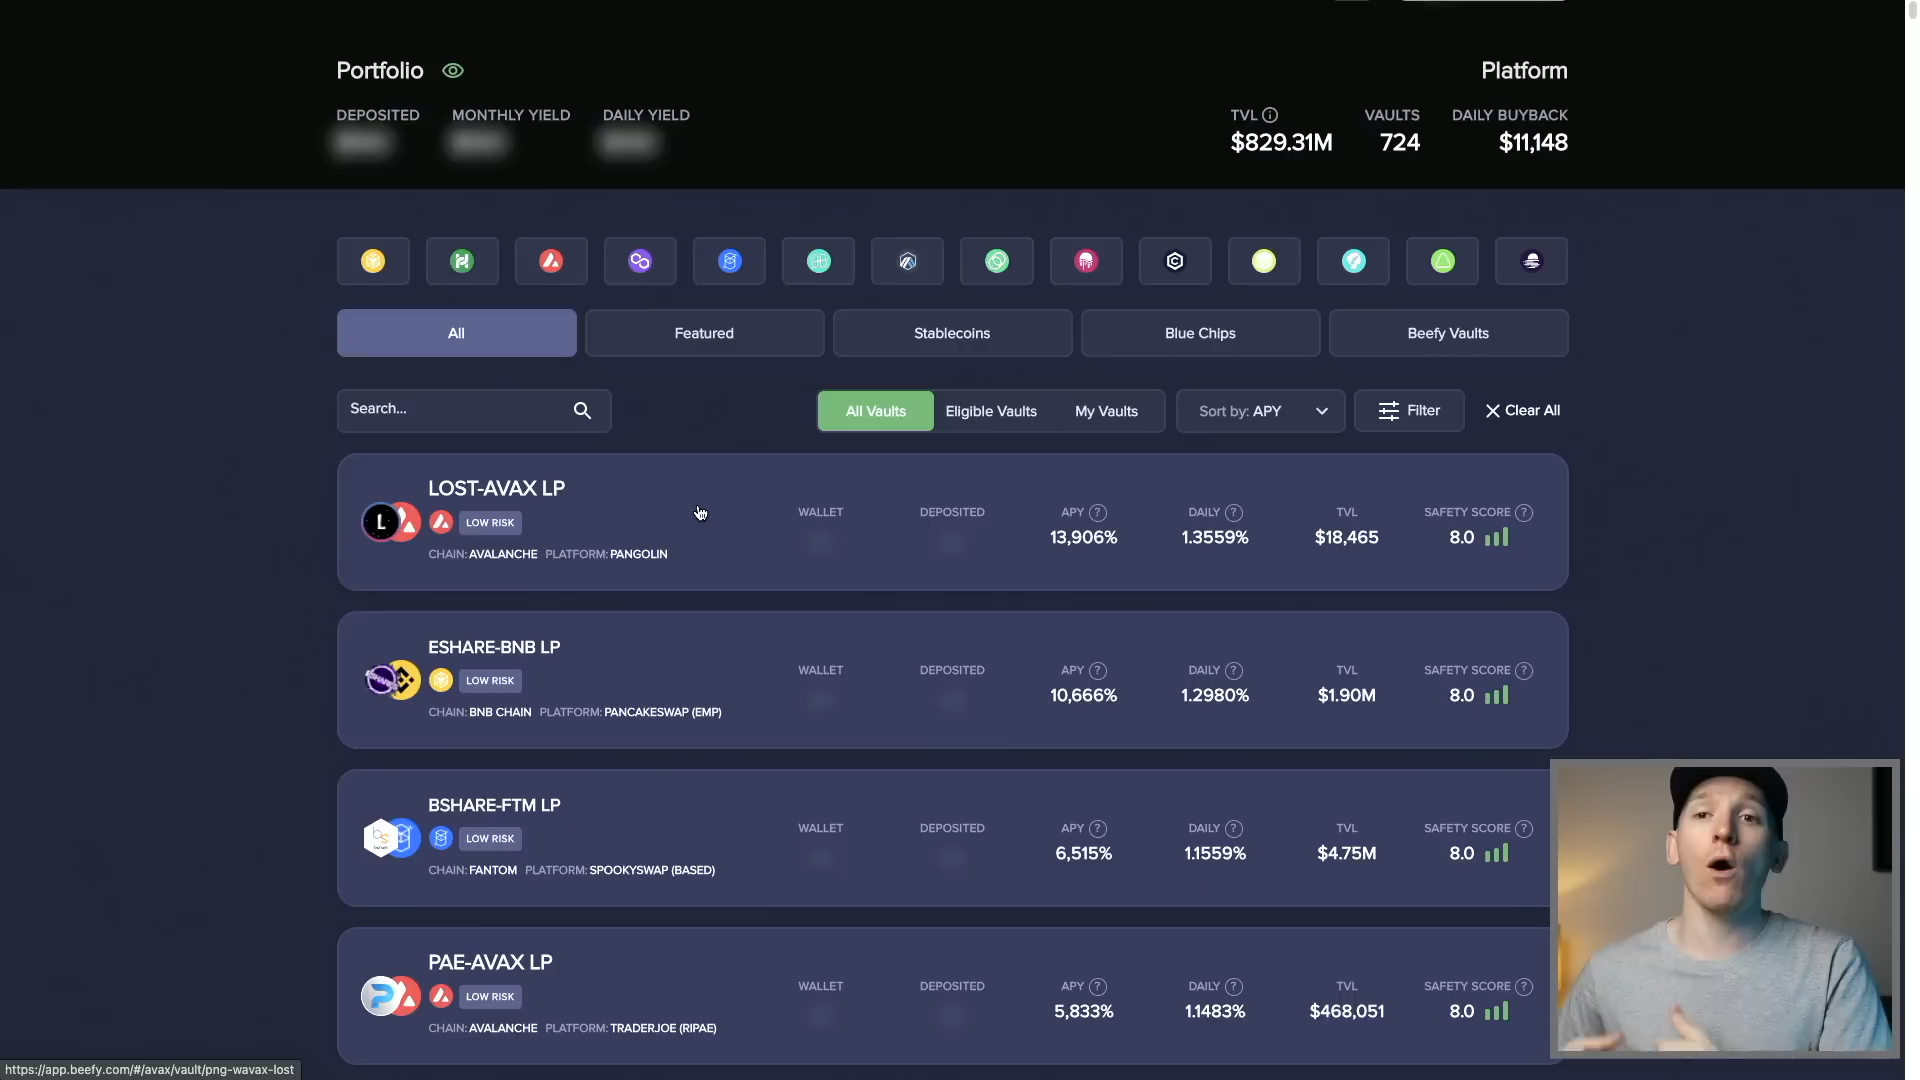 Portfolio
Platform
DEPOSITED MONTHLY YIELD DAILY YIELD
TVL VAULTS DAILY BUYBACK
$829.31M 724 $11,148
All Featured Stablecoins Blue Chips Beefy Vaults
Search... All Vaults Eligible Vaults My Vaults Sort by: APY Filter Clear All
LOST-AVAX LP
LOW RISK
CHAIN: AVALANCHE PLATFORM: PANGOLIN
WALLET DEPOSITED APY DAILY TVL SAFETY SCORE
13,906% 1.3559% $18,465 8.0
ESHARE-BNB LP
LOW RISK
CHAIN: BNB CHAIN PLATFORM: PANCAKESWAP (EMP)
WALLET DEPOSITED APY DAILY TVL SAFETY SCORE
10,666% 1.2980% $1.90M 8.0
BSHARE-FTM LP
LOW RISK
CHAIN: FANTOM PLATFORM: SPOOKYSWAP (BASED)
WALLET DEPOSITED APY DAILY TVL SAFETY SCORE
6,515% 1.1559% $4.75M 8.0
PAE-AVAX LP
LOW RISK
CHAIN: AVALANCHE PLATFORM: TRADERJOE (RIPAE)
WALLET DEPOSITED APY DAILY TVL SAFETY SCORE
5,833% 1.1483% $468,051 8.0
https://app.beefy.com/#/avax/vault/png-wavax-lost